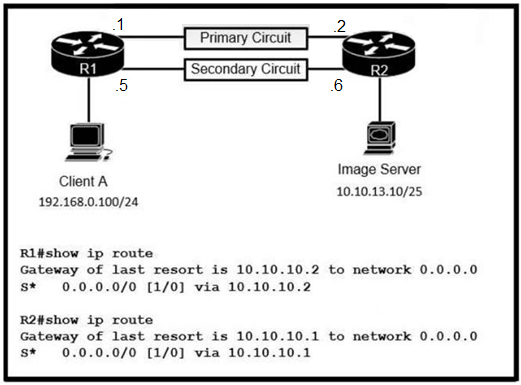 .1
Primary Circuit
.2
R1
Secondary Circuit
R2
.5
.6
Client A
192.168.0.100/24
Image Server
10.10.13.10/25
R1#show ip route
Gateway of last resort is 10.10.10.2 to network 0.0.0.0
S* 0.0.0.0/0 [1/0] via 10.10.10.2
R2#show ip route
Gateway of last resort is 10.10.10.1 to network 0.0.0.0
S* 0.0.0.0/0 [1/0] via 10.10.10.1